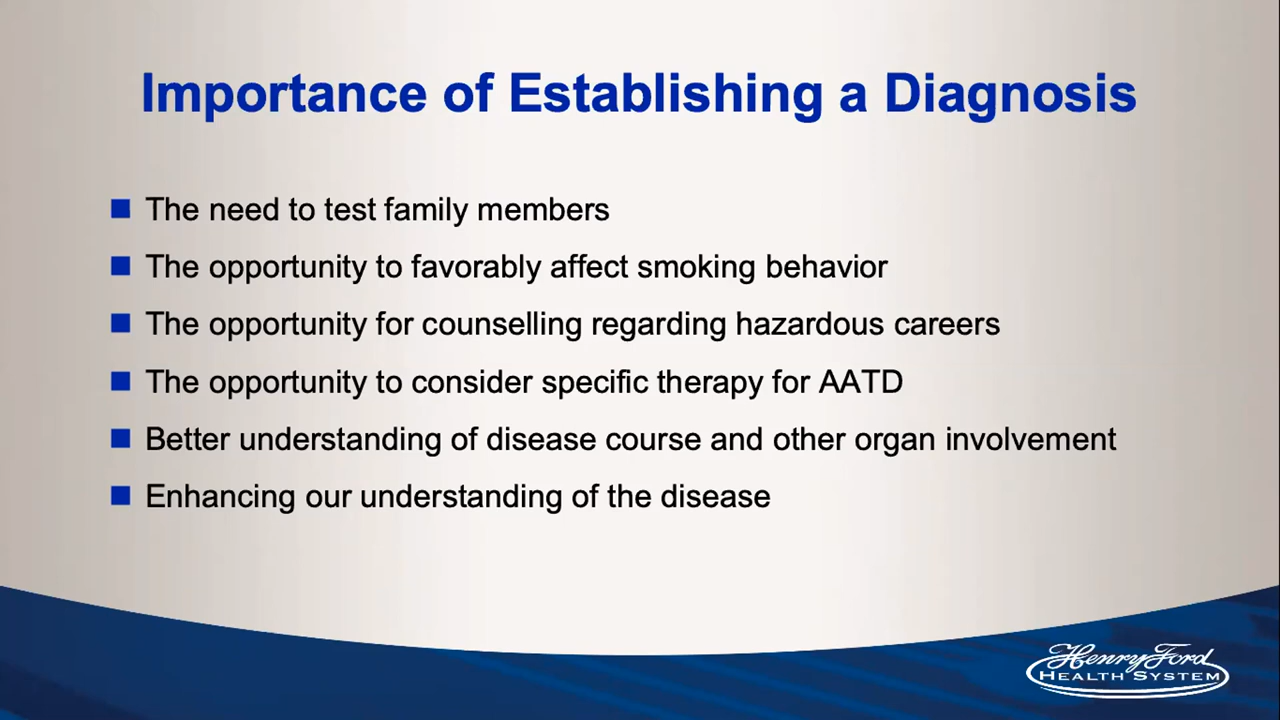 Importance of Establishing a Diagnosis
The need to test family members
The opportunity to favorably affect smoking behavior
The opportunity for counselling regarding hazardous careers
The opportunity to consider specific therapy for AATD
Better understanding of disease course and other organ involvement
Enhancing our understanding of the disease
Henry Ford
HEALTH SYSTEM